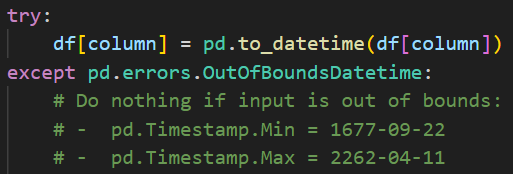 try:
    df[column] = pd.to_datetime(df[column])
except pd.errors.OutOfBoundsDatetime:
    # Do nothing if input is out of bounds:
    # -  pd.Timestamp.Min = 1677-09-22
    # -  pd.Timestamp.Max = 2262-04-11